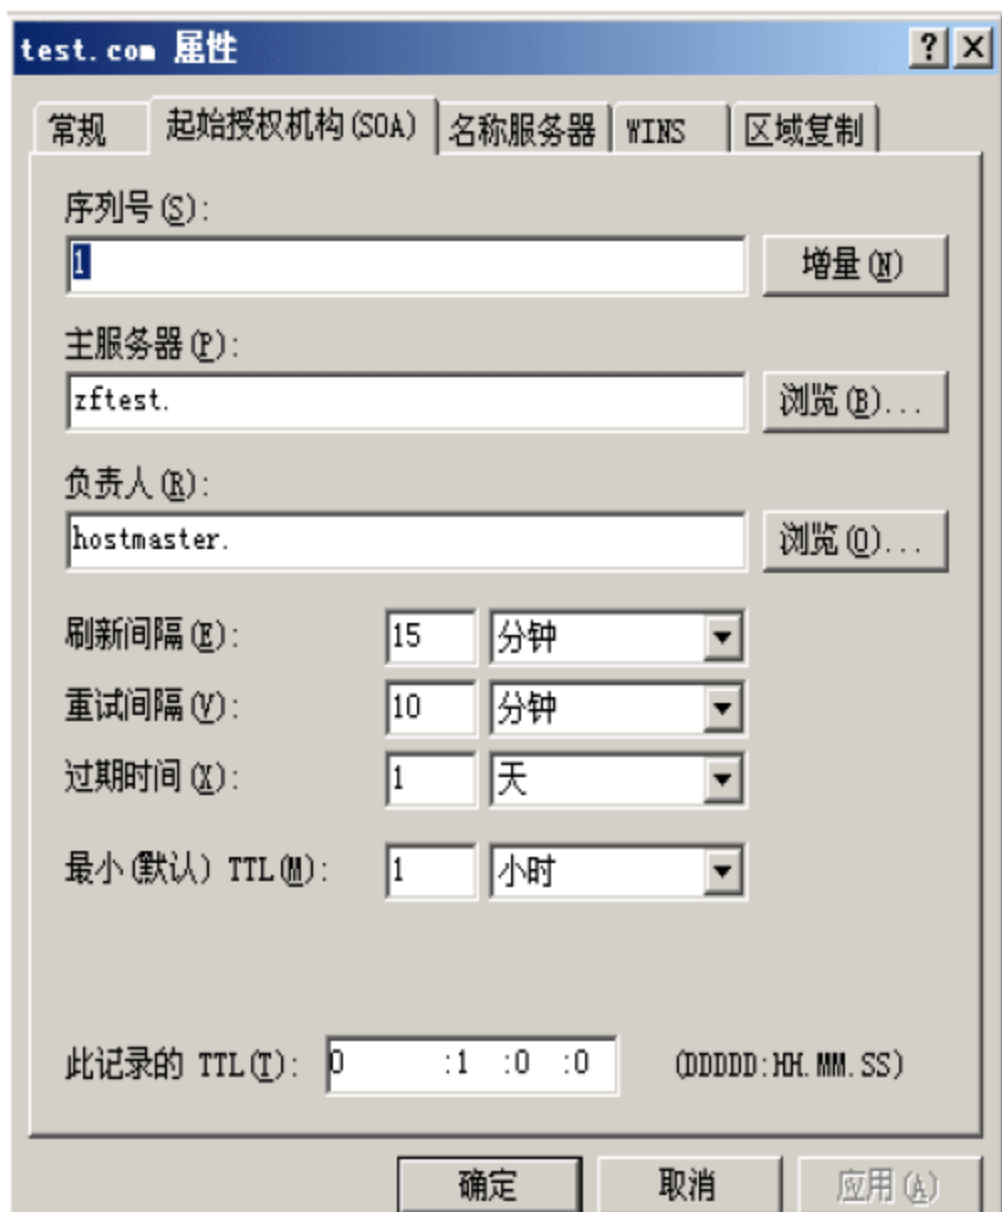 test.com 属性
常规 起始授权机构(SOA) 名称服务器 WINS 区域复制
序列号(S):
1 增量(N)
主服务器(P):
zftest. 浏览(B)...
负责人(R):
hostmaster. 浏览(O)...
刷新间隔(E): 15 分钟
重试间隔(V): 10 分钟
过期时间(X): 1 天
最小(默认) TTL(M): 1 小时
此记录的 TTL(T): 0 :1 :0 :0 (DDDDD:HH.MM.SS)
确定 取消 应用(A)